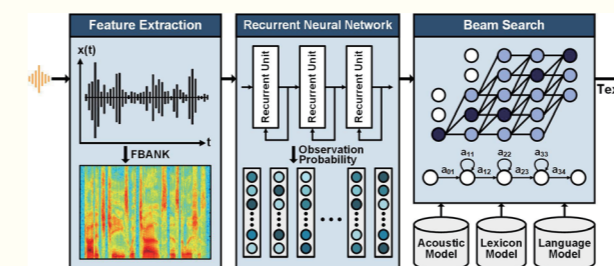 Feature Extraction
x(t)
t
FBANK
Recurrent Neural Network
Recurrent Unit
Recurrent Unit
Recurrent Unit
Observation
Probability
Beam Search
a11 a22 a33
a01 a12 a23 a34
Acoustic
Model
Lexicon
Model
Language
Model